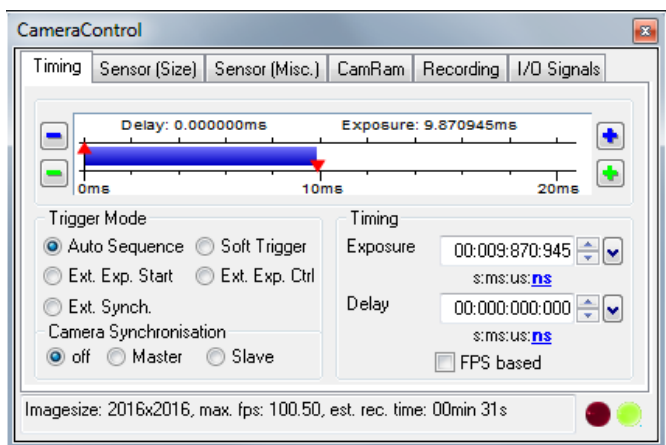 CameraControl
Timing Sensor (Size) Sensor (Misc.) CamRam Recording I/O Signals
Delay: 0.000000ms Exposure: 9.870945ms
0ms 10ms 20ms
Trigger Mode
Auto Sequence Soft Trigger
Ext. Exp. Start Ext. Exp. Ctrl
Ext. Synch.
Camera Synchronisation
off Master Slave
Timing
Exposure 00:009:870:945
s:ms:us:ns
Delay 00:000:000:000
s:ms:us:ns
FPS based
Imagesize: 2016x2016, max. fps: 100.50, est. rec. time: 00min 31s